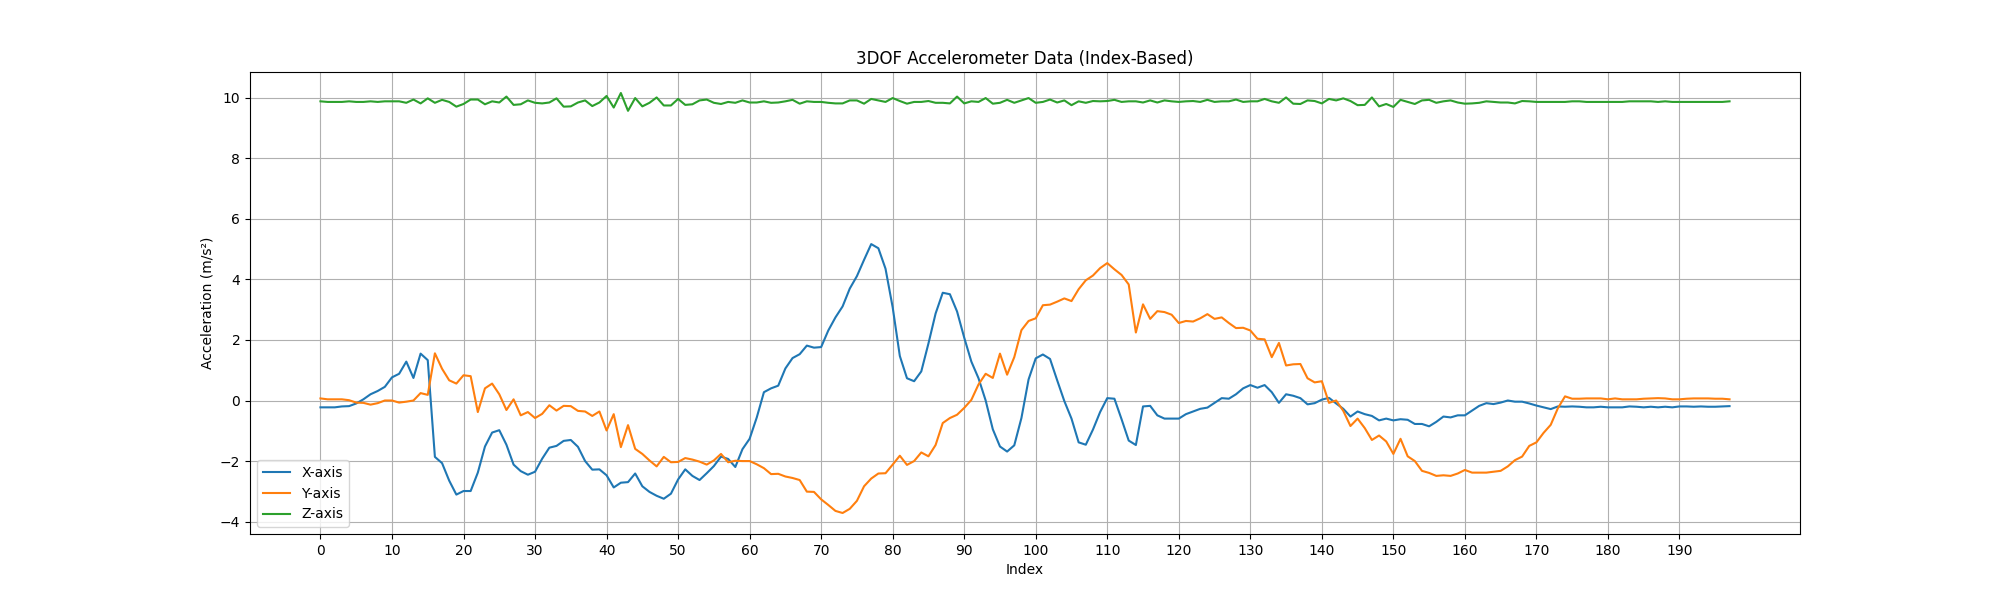 3DOF Accelerometer Data (Index-Based)
Acceleration (m/s²)
10
8
6
4
2
0
−2
−4
X-axis
Y-axis
Z-axis
0 10 20 30 40 50 60 70 80 90 100 110 120 130 140 150 160 170 180 190
Index